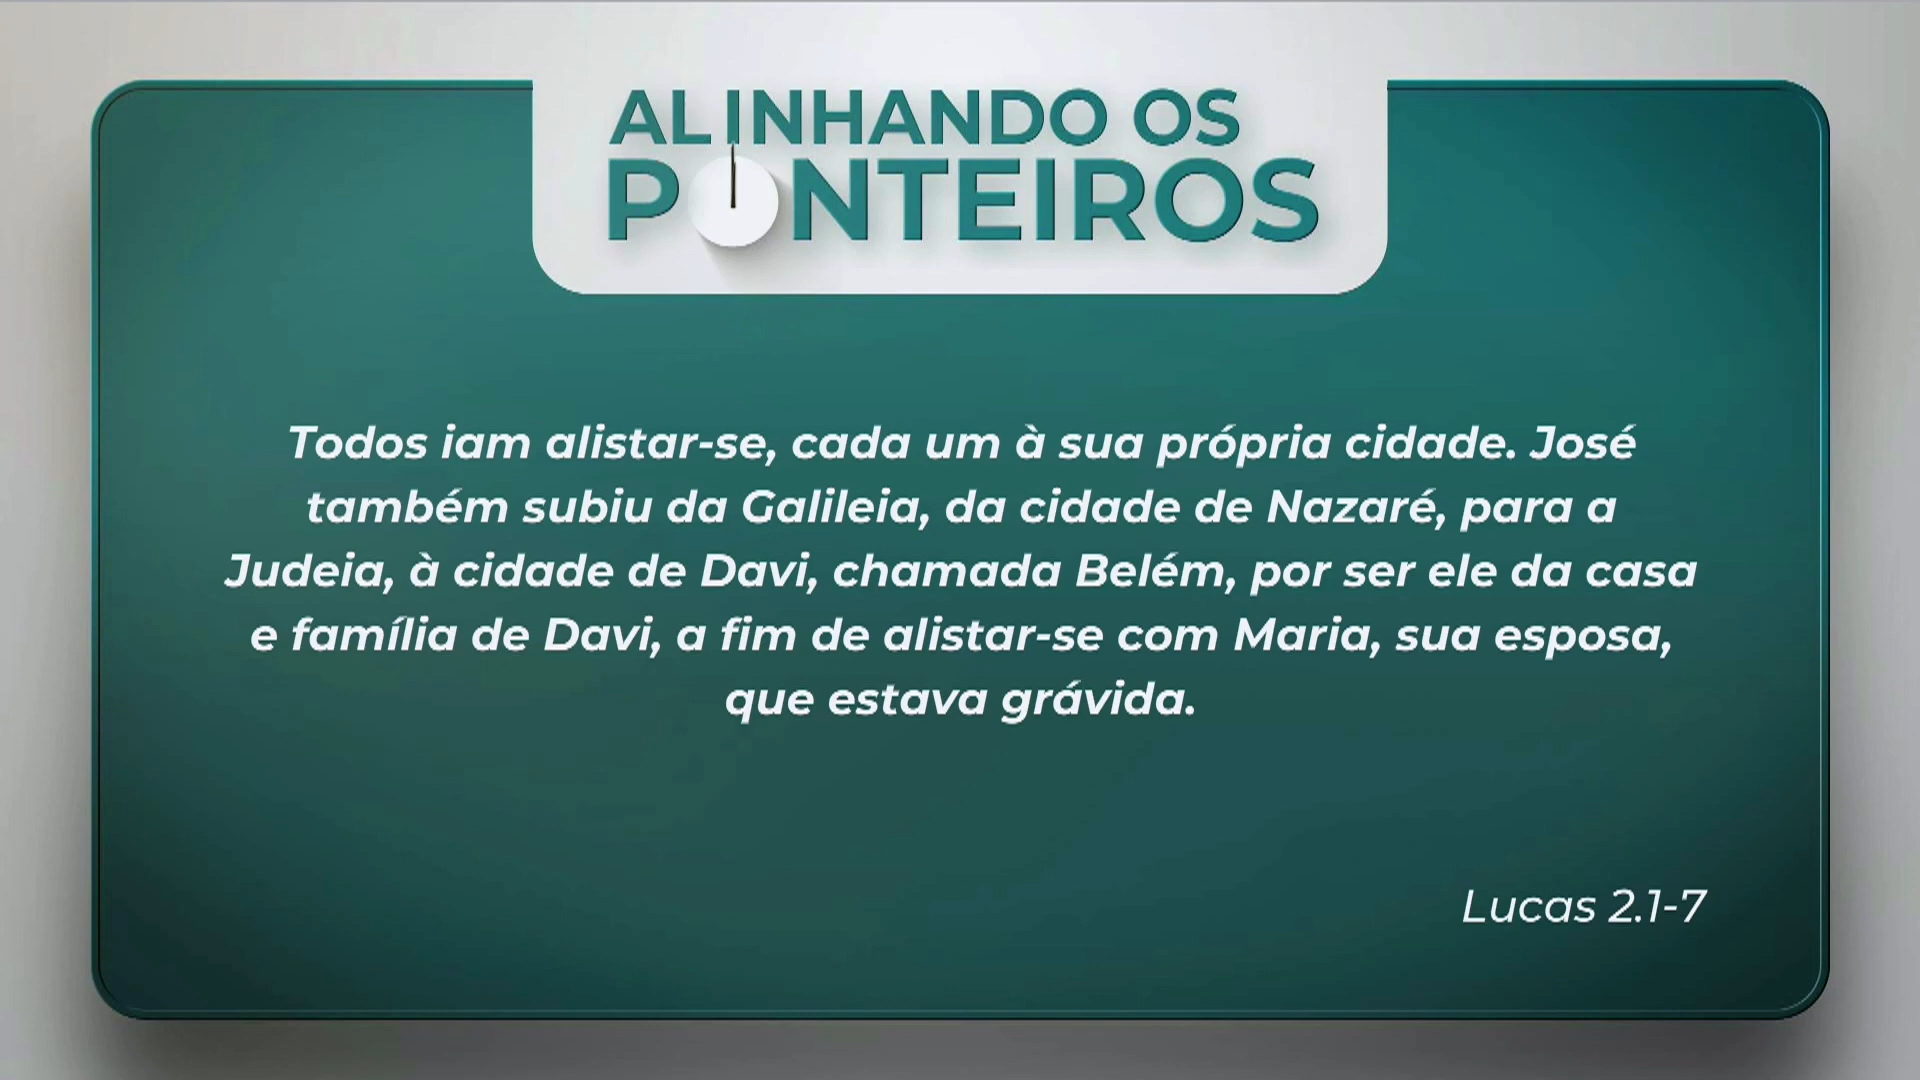 ALINHANDO OS
PONTEIROS
Todos iam alistar-se, cada um à sua própria cidade. José
também subiu da Galileia, da cidade de Nazaré, para a
Judeia, à cidade de Davi, chamada Belém, por ser ele da casa
e família de Davi, a fim de alistar-se com Maria, sua esposa,
que estava grávida.
Lucas 2.1-7